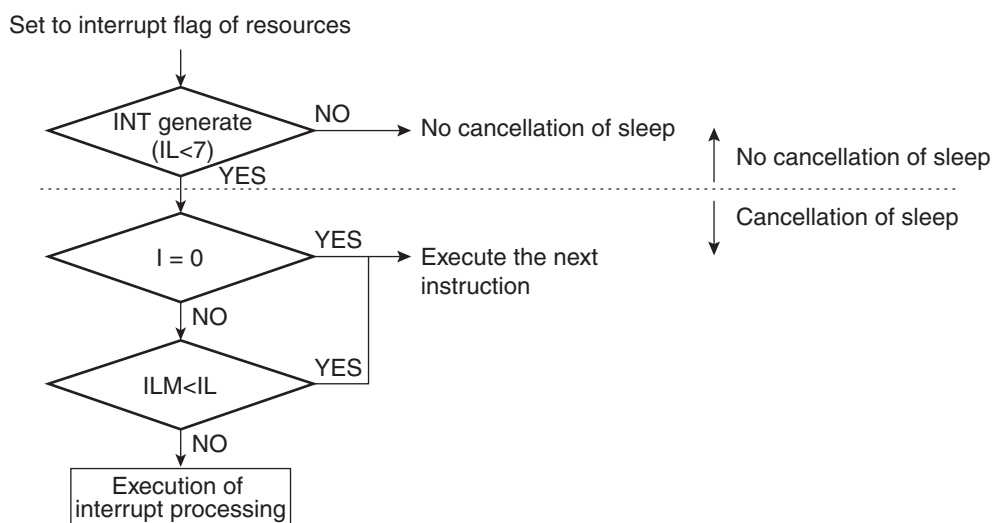 Set to interrupt flag of resources
INT generate
(IL<7)
NO
No cancellation of sleep
No cancellation of sleep
YES
Cancellation of sleep
I = 0
YES
Execute the next
instruction
NO
ILM<IL
YES
NO
Execution of
interrupt processing